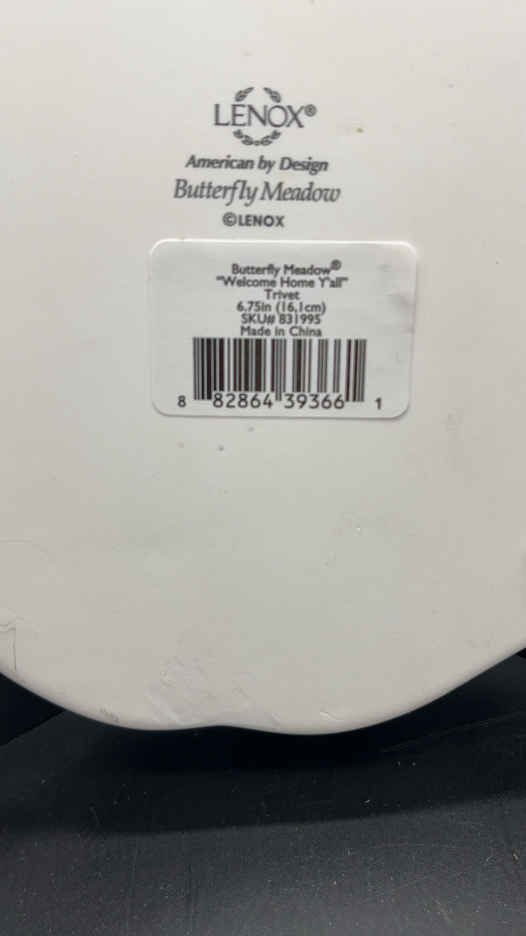 LENOX®
American by Design
Butterfly Meadow
©LENOX
Butterfly Meadow®
"Welcome Home Y'all"
Trivet
6.75in (16,1cm)
SKU# 831995
Made in China
8 82864 39366 1